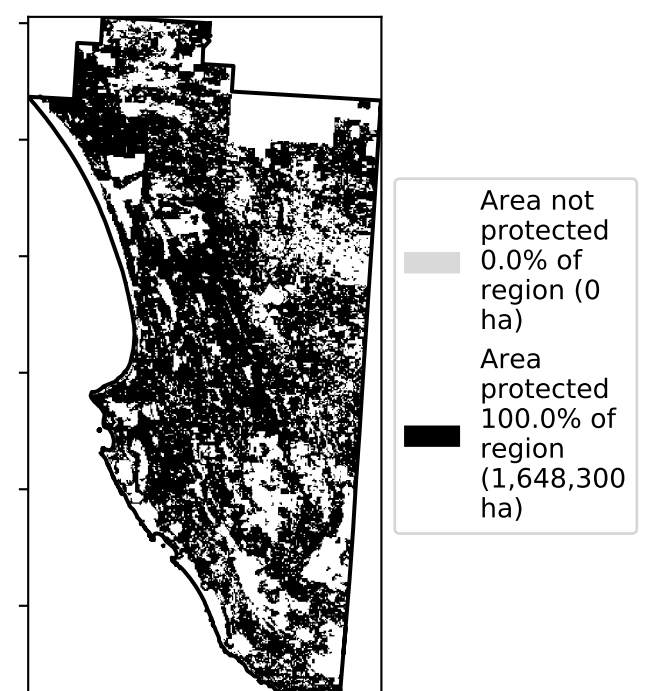 Area not
protected
0.0% of
region (0
ha)
Area
protected
100.0% of
region
(1,648,300
ha)